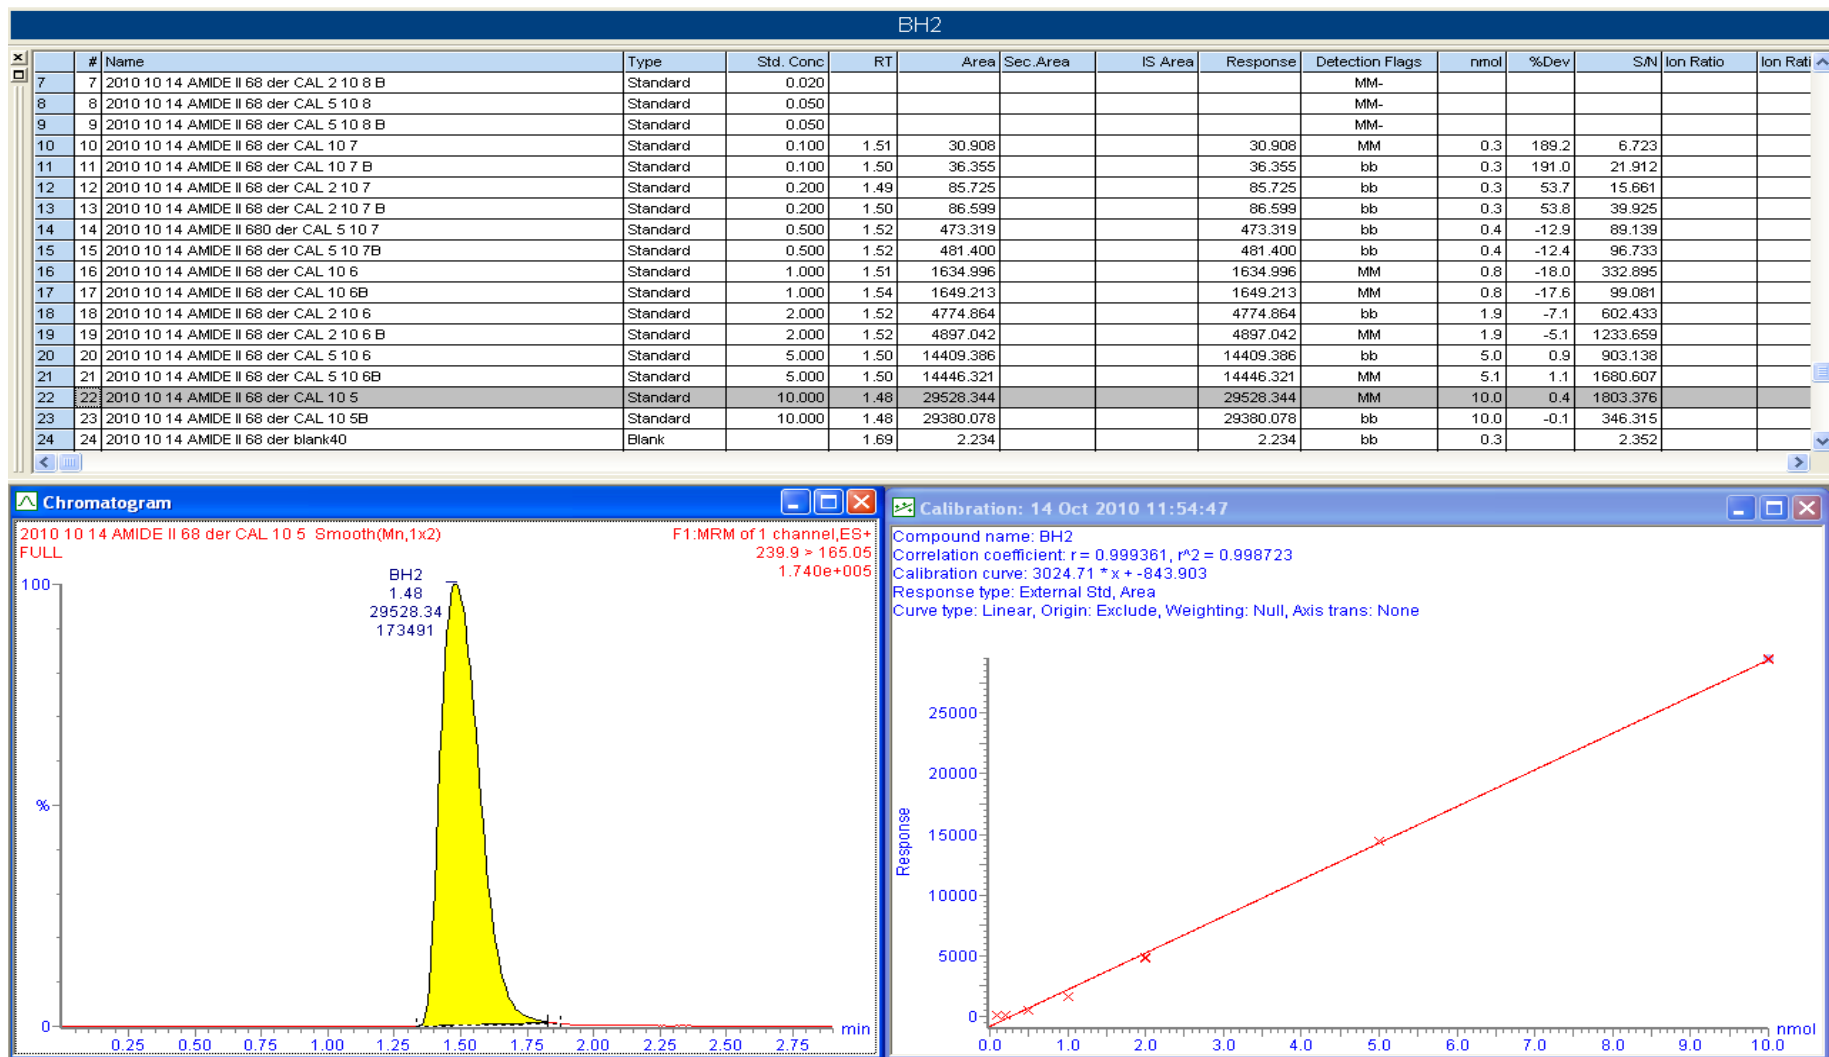 BH2
# Name Type Std. Conc RT Area Sec.Area IS Area Response Detection Flags nmol %Dev S/N Ion Ratio Ion Rati
7 7 2010 10 14 AMIDE II 68 der CAL 2 10 8 B Standard 0.020 MM-
8 8 2010 10 14 AMIDE II 68 der CAL 5 10 8 Standard 0.050 MM-
9 9 2010 10 14 AMIDE II 68 der CAL 5 10 8 B Standard 0.050 MM-
10 10 2010 10 14 AMIDE II 68 der CAL 10 7 Standard 0.100 1.51 30.908 30.908 MM 0.3 189.2 6.723
11 11 2010 10 14 AMIDE II 68 der CAL 10 7 B Standard 0.100 1.50 36.355 36.355 bb 0.3 191.0 21.912
12 12 2010 10 14 AMIDE II 68 der CAL 2 10 7 Standard 0.200 1.49 85.725 85.725 bb 0.3 53.7 15.661
13 13 2010 10 14 AMIDE II 68 der CAL 2 10 7 B Standard 0.200 1.50 86.599 86.599 bb 0.3 53.8 39.925
14 14 2010 10 14 AMIDE II 680 der CAL 5 10 7 Standard 0.500 1.52 473.319 473.319 bb 0.4 -12.9 89.139
15 15 2010 10 14 AMIDE II 68 der CAL 5 10 7B Standard 0.500 1.52 481.400 481.400 bb 0.4 -12.4 96.733
16 16 2010 10 14 AMIDE II 68 der CAL 10 6 Standard 1.000 1.51 1634.996 1634.996 MM 0.8 -18.0 332.895
17 17 2010 10 14 AMIDE II 68 der CAL 10 6B Standard 1.000 1.54 1649.213 1649.213 MM 0.8 -17.6 99.081
18 18 2010 10 14 AMIDE II 68 der CAL 2 10 6 Standard 2.000 1.52 4774.864 4774.864 bb 1.9 -7.1 602.433
19 19 2010 10 14 AMIDE II 68 der CAL 2 10 6 B Standard 2.000 1.52 4897.042 4897.042 MM 1.9 -5.1 1233.659
20 20 2010 10 14 AMIDE II 68 der CAL 5 10 6 Standard 5.000 1.50 14409.386 14409.386 bb 5.0 0.9 903.138
21 21 2010 10 14 AMIDE II 68 der CAL 5 10 6B Standard 5.000 1.50 14446.321 14446.321 MM 5.1 1.1 1680.607
22 22 2010 10 14 AMIDE II 68 der CAL 10 5 Standard 10.000 1.48 29528.344 29528.344 MM 10.0 0.4 1803.376
23 23 2010 10 14 AMIDE II 68 der CAL 10 5B Standard 10.000 1.48 29380.078 29380.078 bb 10.0 -0.1 346.315
24 24 2010 10 14 AMIDE II 68 der blank40 Blank 1.69 2.234 2.234 bb 0.3 2.352
Chromatogram
2010 10 14 AMIDE II 68 der CAL 10 5 Smooth(Mn,1x2) F1:MRM of 1 channel,ES+
FULL 239.9 > 165.05
1.740e+005
BH2
1.48
29528.34
173491
100
%
0
min
0.25 0.50 0.75 1.00 1.25 1.50 1.75 2.00 2.25 2.50 2.75
Calibration: 14 Oct 2010 11:54:47
Compound name: BH2
Correlation coefficient: r = 0.999361, r^2 = 0.998723
Calibration curve: 3024.71 * x + -843.903
Response type: External Std, Area
Curve type: Linear, Origin: Exclude, Weighting: Null, Axis trans: None
Response
25000
20000
15000
10000
5000
0
nmol
0.0 1.0 2.0 3.0 4.0 5.0 6.0 7.0 8.0 9.0 10.0